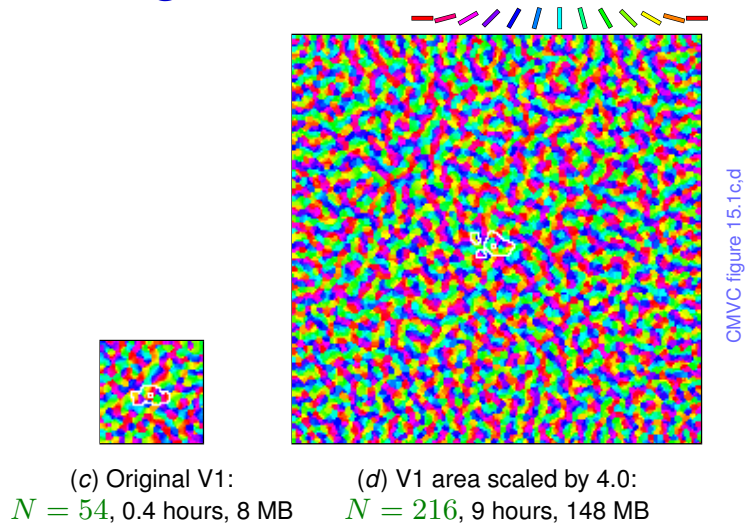 CMVC figure 15.1c,d
(c) Original V1:
N = 54, 0.4 hours, 8 MB
(d) V1 area scaled by 4.0:
N = 216, 9 hours, 148 MB